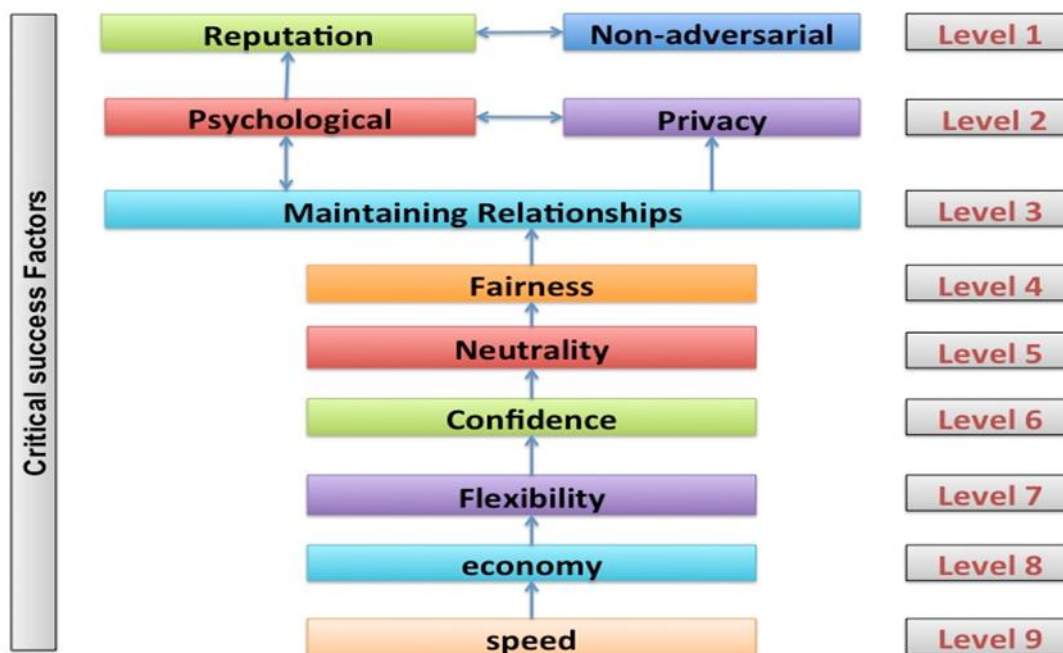 Critical success Factors
Reputation
Non-adversarial
Level 1
Psychological
Privacy
Level 2
Maintaining Relationships
Level 3
Fairness
Level 4
Neutrality
Level 5
Confidence
Level 6
Flexibility
Level 7
economy
Level 8
speed
Level 9